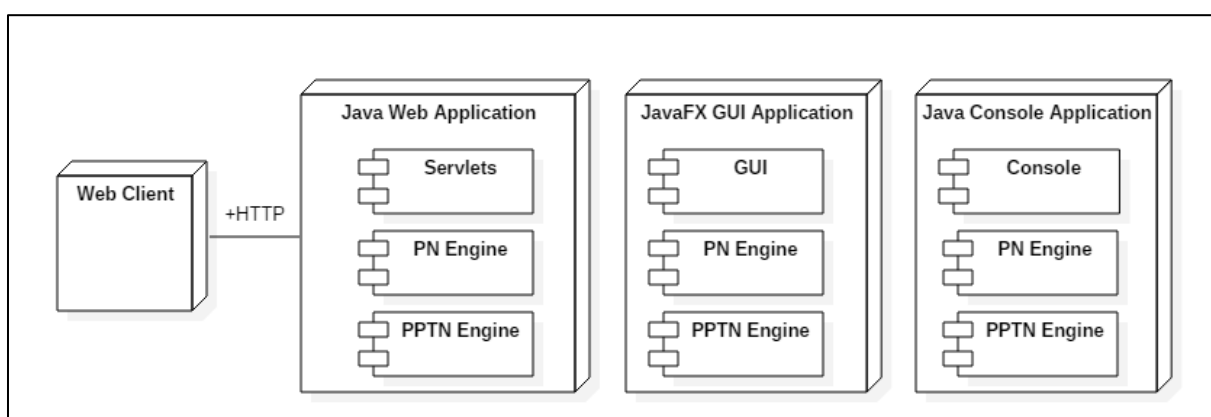 Web Client
+HTTP
Java Web Application
Servlets
PN Engine
PPTN Engine
JavaFX GUI Application
GUI
PN Engine
PPTN Engine
Java Console Application
Console
PN Engine
PPTN Engine